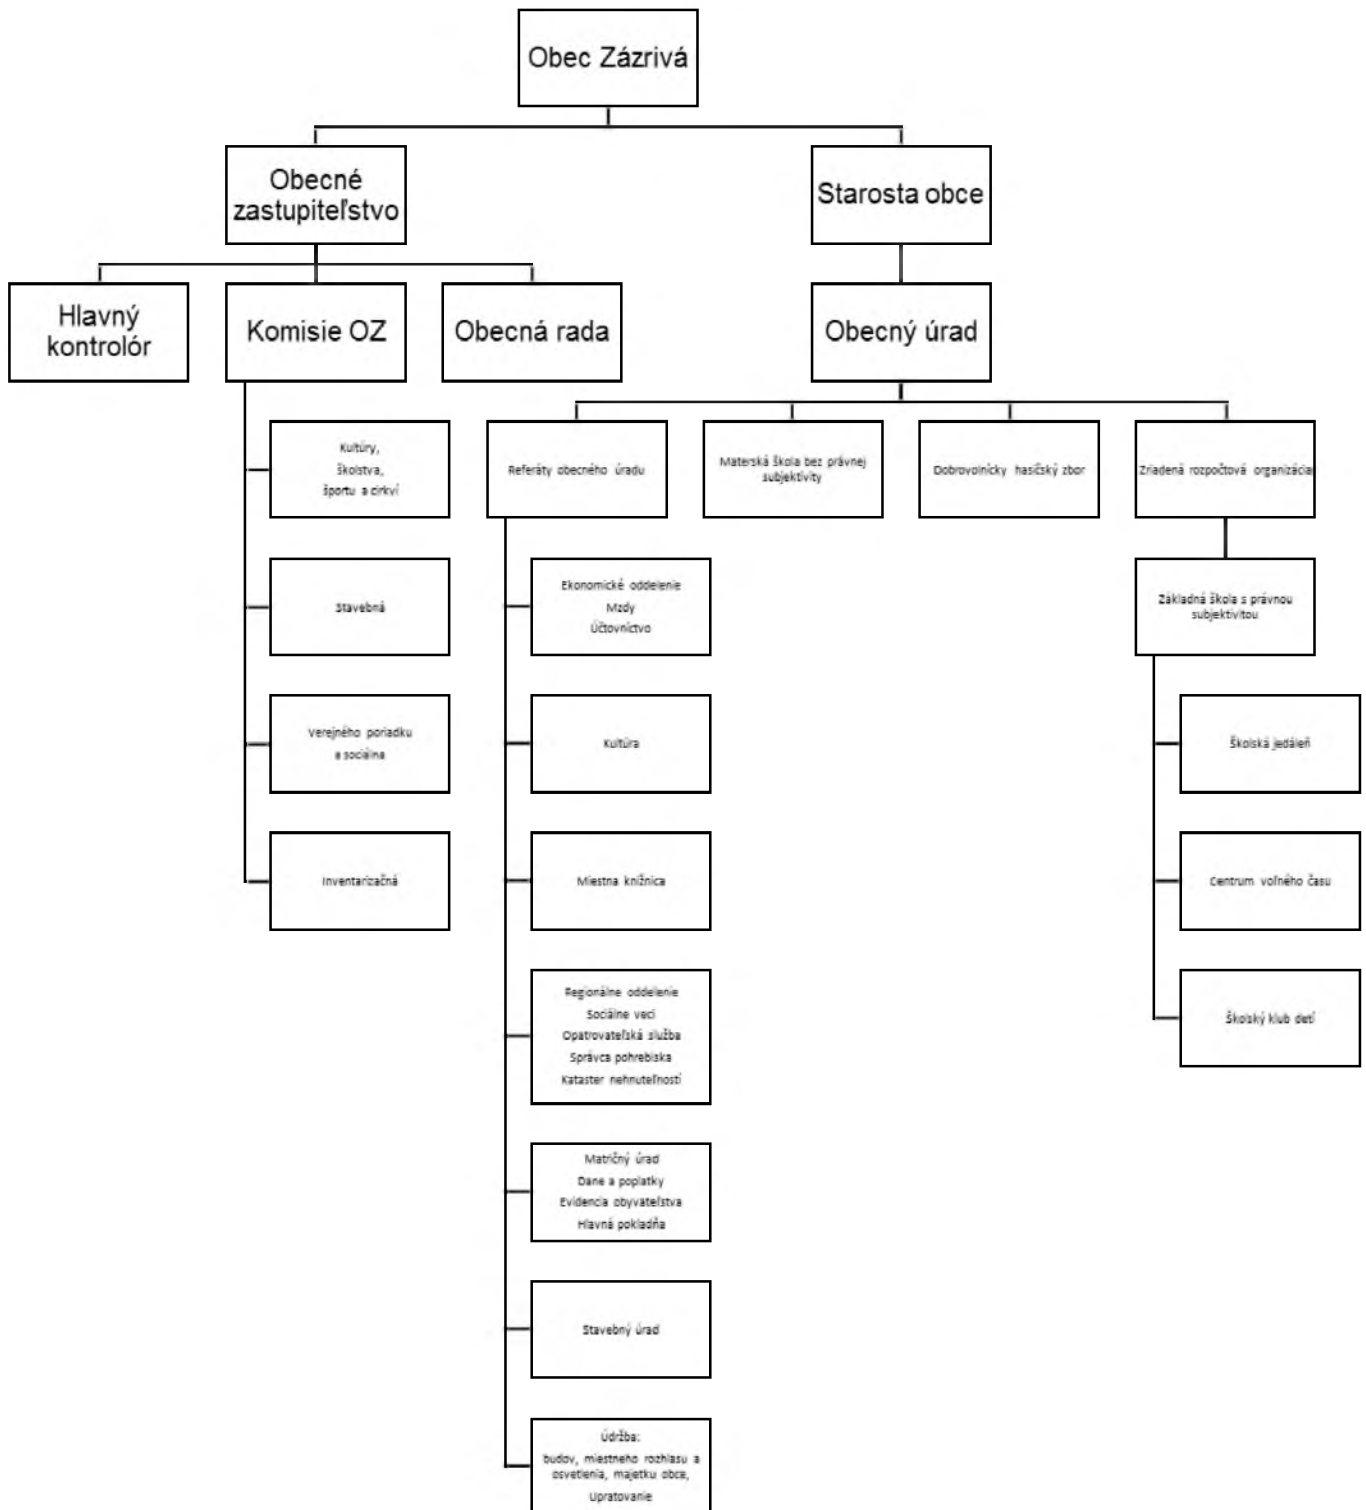 Obec Zázrivá
Obecné
zastupiteľstvo
Starosta obce
Hlavný
kontrolór
Komisie OZ
Obecná rada
Obecný úrad
Kultúry,
školstva,
športu a cirkví
Stavebná
Verejného poriadku
a sociálna
Inventarizačná
Referáty obecného úradu
Materská škola bez právnej
subjektivity
Dobrovolnícky hasičský zbor
Zriadená rozpočtová organizácia
Ekonomické oddelenie
Mzdy
Účtovníctvo
Kultúra
Miestna knižnica
Regionálne oddelenie
Sociálne veci
Opatrovateľská služba
Správca pohrebiska
Kataster nehnuteľností
Matričný úrad
Dane a poplatky
Evidencia obyvateľstva
Hlavná pokladňa
Stavebný úrad
Údržba:
budov, miestneho rozhlasu a
osvetlenia, majetku obce,
Upratovanie
Základná škola s právnou
subjektivitou
Školská jedáleň
Centrum voľného času
Školský klub detí